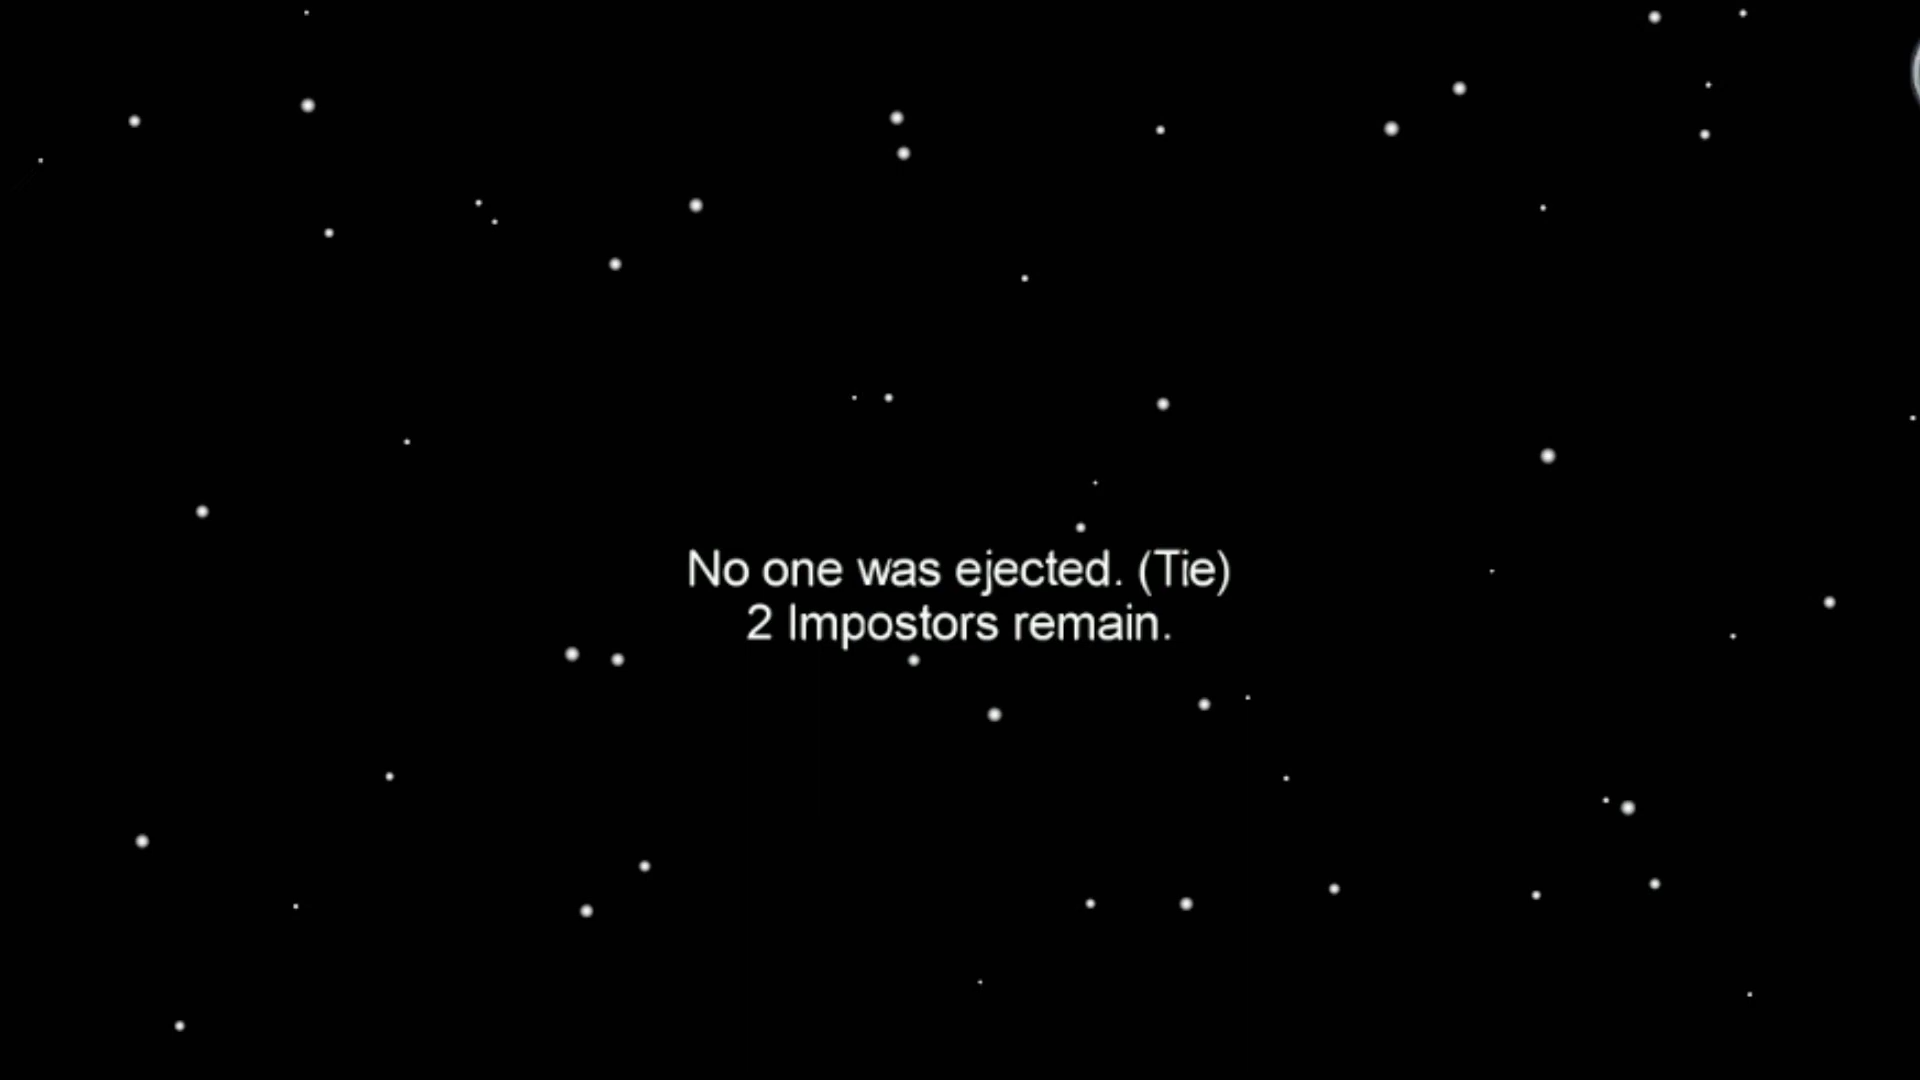 No one was ejected. (Tie)
2 Impostors remain.